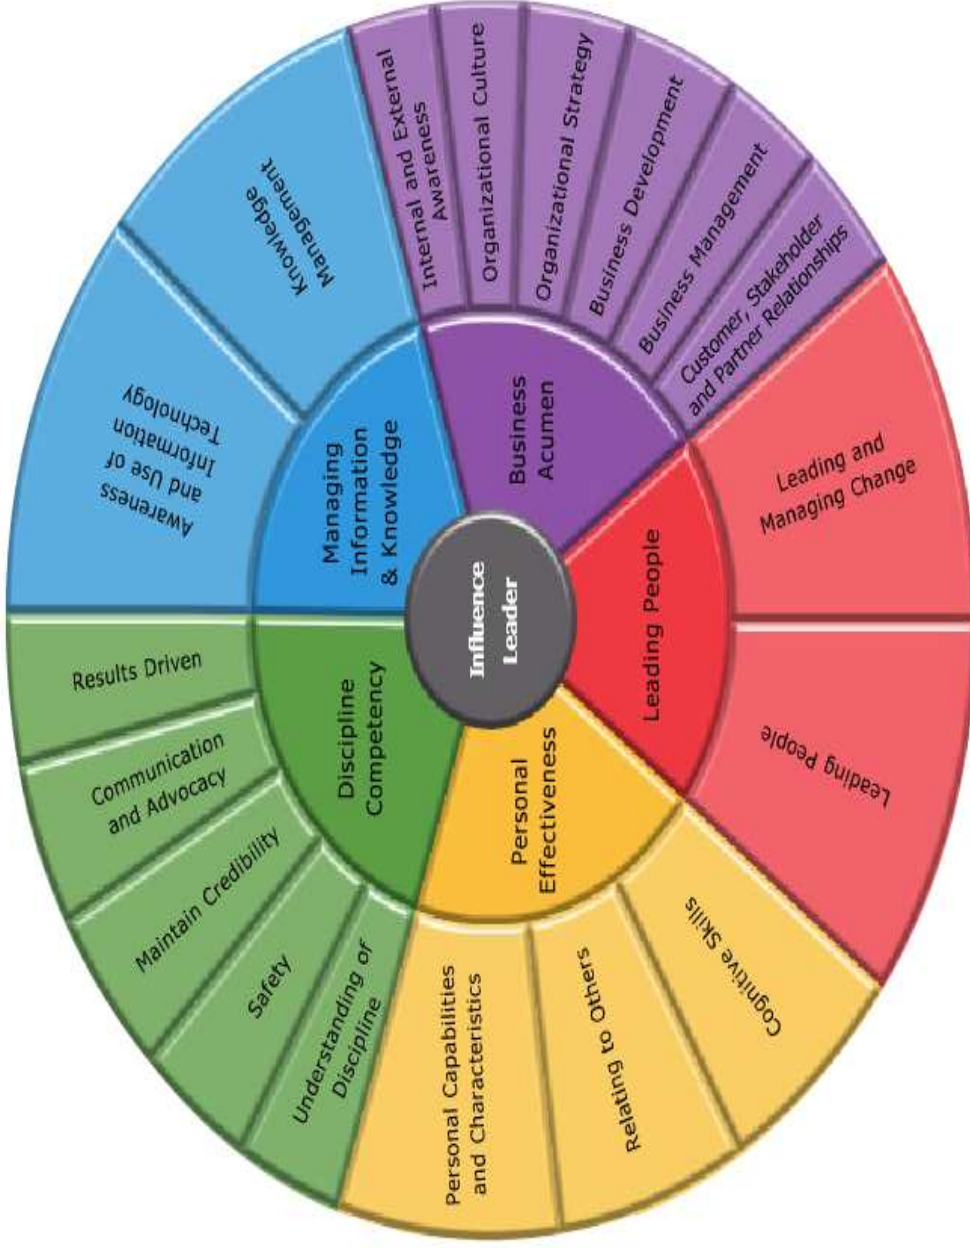 Influence
Leader
Business
Acumen
Internal and External
Awareness
Organizational Culture
Organizational Strategy
Business Development
Business Management
Customer, Stakeholder
and Partner Relationships
Leading People
Leading and
Managing Change
Leading People
Personal
Effectiveness
Cognitive Skills
Relating to Others
Personal Capabilities
and Characteristics
Discipline
Competency
Understanding of
Discipline
Safety
Maintain Credibility
Communication
and Advocacy
Results Driven
Managing
Information
& Knowledge
Awareness
and Use of
Information
Technology
Knowledge
Management